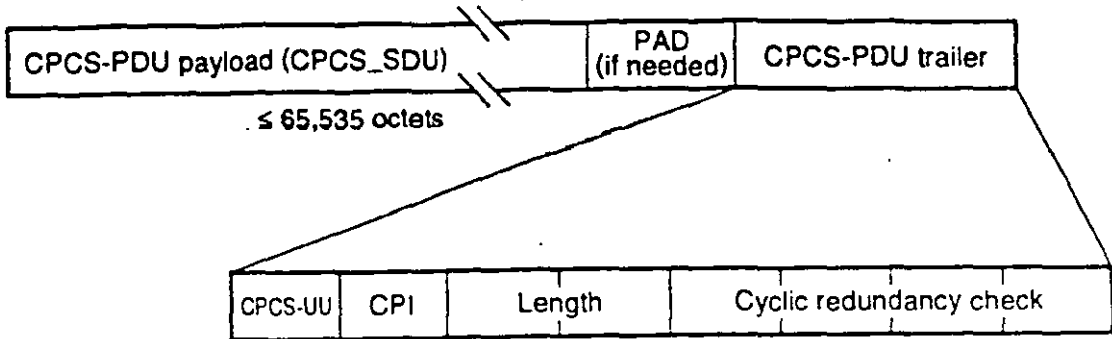 CPCS-PDU payload (CPCS_SDU)
PAD
(if needed)
CPCS-PDU trailer
≤ 65,535 octets
CPCS-UU
CPI
Length
Cyclic redundancy check